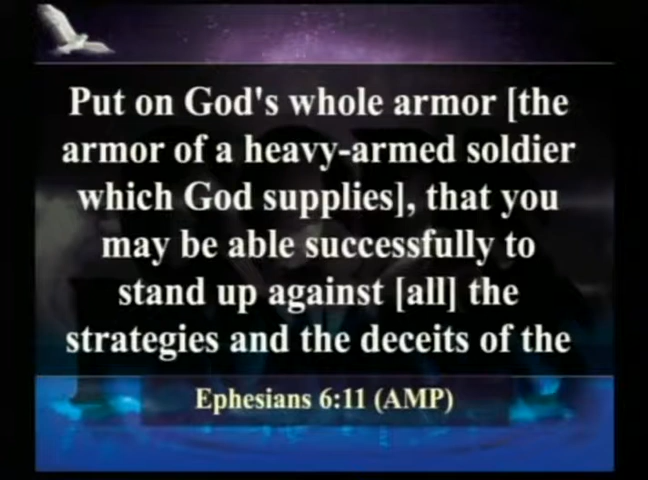 Put on God's whole armor [the
armor of a heavy-armed soldier
which God supplies], that you
may be able successfully to
stand up against [all] the
strategies and the deceits of the
Ephesians 6:11 (AMP)